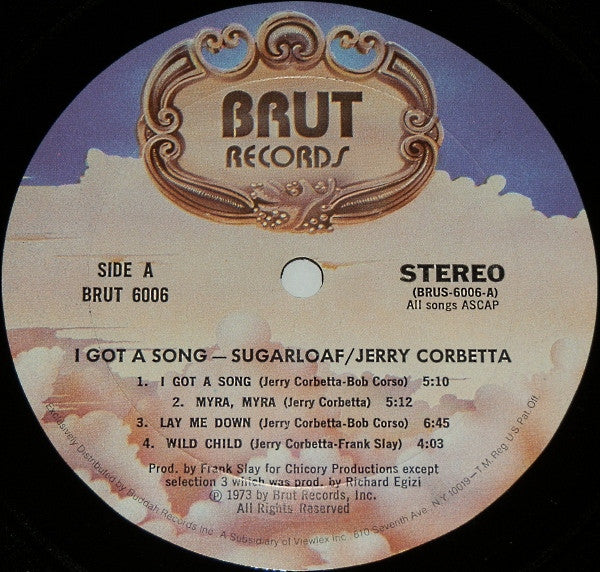 BRUT
RECORDS
SIDE A
BRUT 6006
STEREO
(BRUS-6006-A)
All songs ASCAP
I GOT A SONG — SUGARLOAF/JERRY CORBETTA
1. I GOT A SONG (Jerry Corbetta-Bob Corso) 5:10
2. MYRA, MYRA (Jerry Corbetta) 5:12
3. LAY ME DOWN (Jerry Corbetta-Bob Corso) 6:45
4. WILD CHILD (Jerry Corbetta-Frank Slay) 4:03
Prod. by Frank Slay for Chicory Productions except
selection 3 which was prod. by Richard Egizi
℗ 1973 by Brut Records, Inc.
All Rights Reserved
Exclusively Distributed by Buddah Records Inc. A Subsidiary of Viewlex Inc. 810 Seventh Ave. N.Y. 10019—T.M. Reg. U.S. Pat. Off.